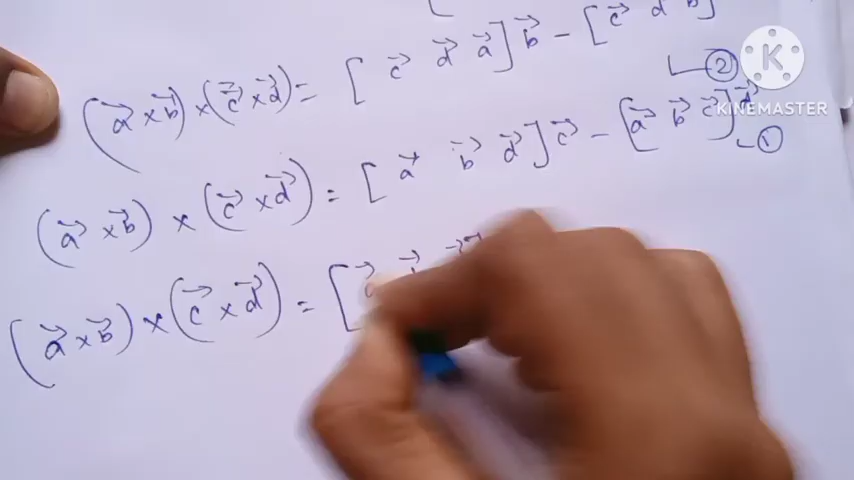 [c⃗ d⃗ b⃗]
(a⃗ × b⃗) × (c⃗ × d⃗) = [c⃗ d⃗ a⃗] b⃗ – [
②
KINEMASTER
(a⃗ × b⃗) × (c⃗ × d⃗) = [a⃗ b⃗ d⃗] c⃗ – [a⃗ b⃗ c⃗] d⃗
①
(a⃗ × b⃗) × (c⃗ × d⃗) = [